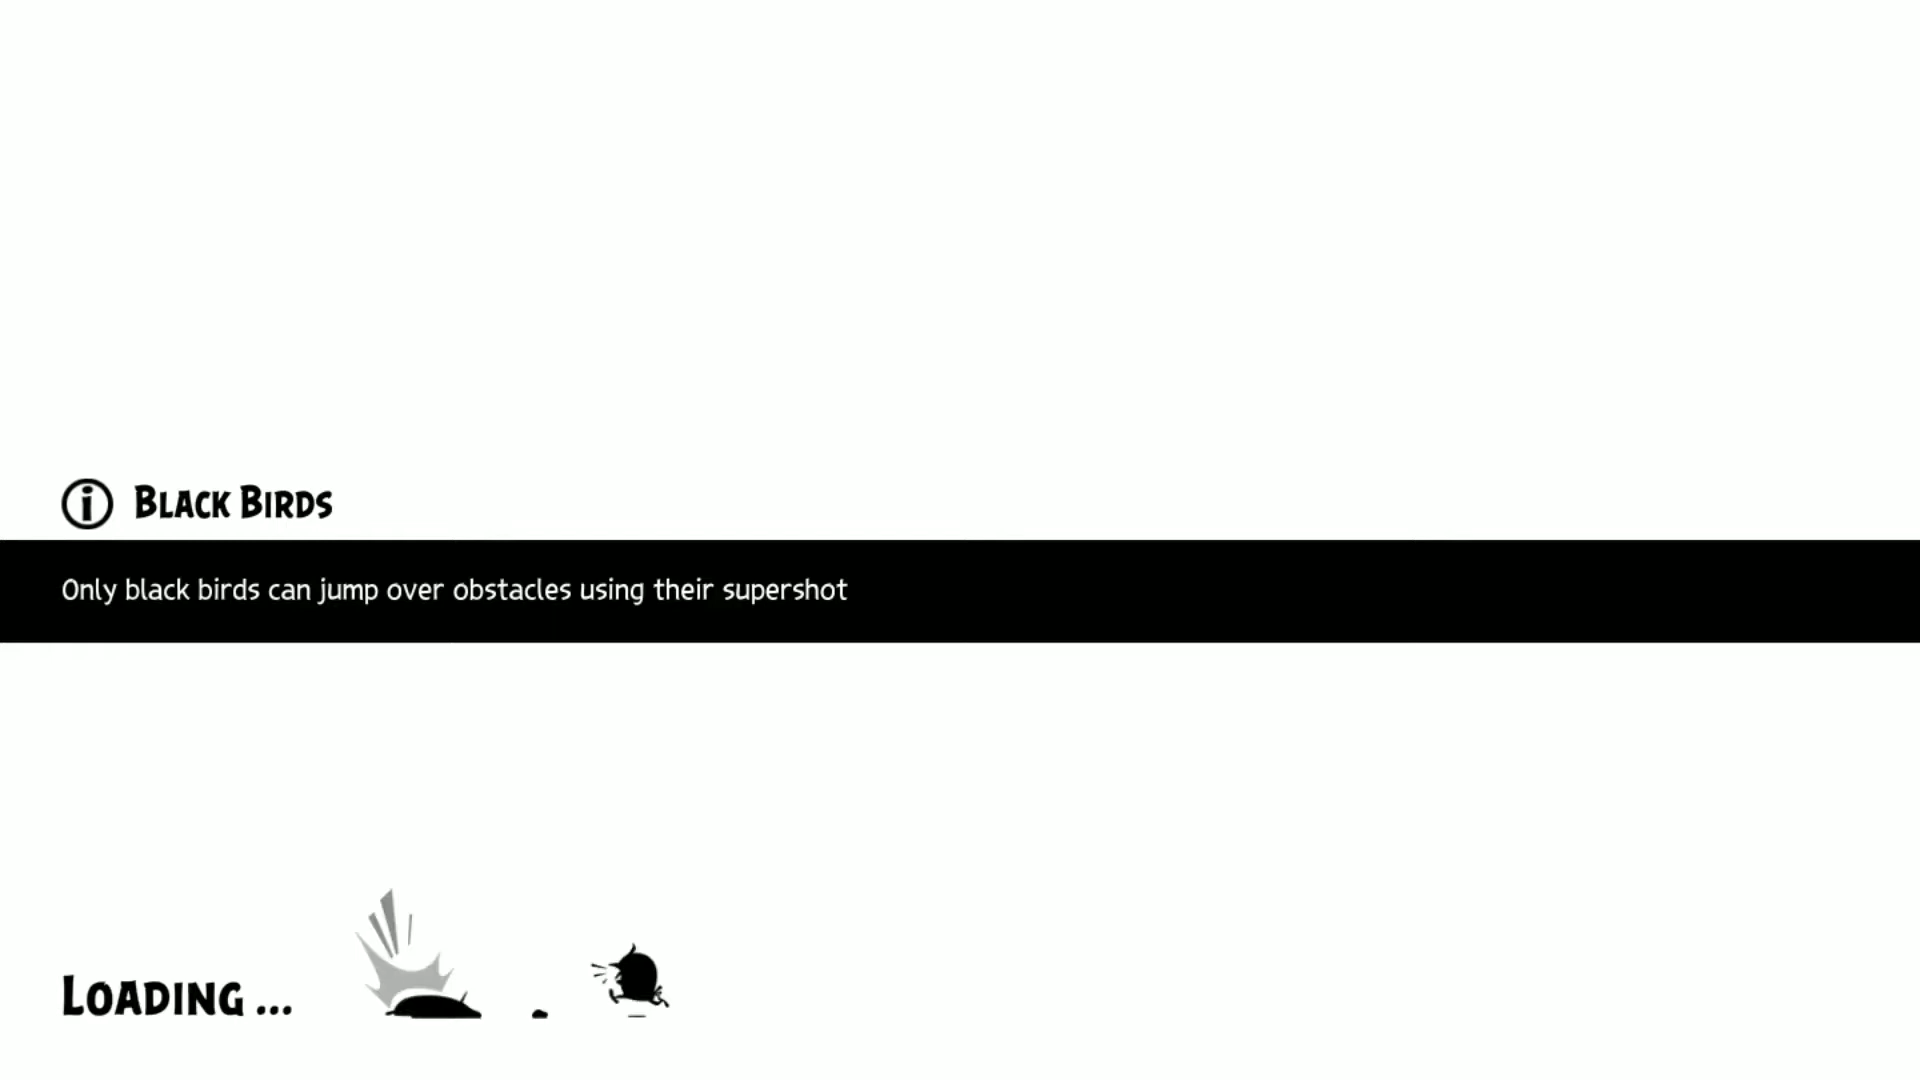 Black Birds
Only black birds can jump over obstacles using their supershot
Loading ...